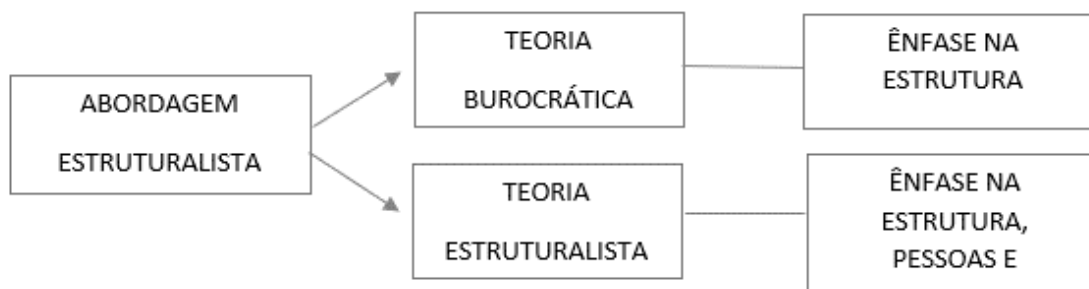 ABORDAGEM
ESTRUTURALISTA
TEORIA
BUROCRÁTICA
ÊNFASE NA
ESTRUTURA
TEORIA
ESTRUTURALISTA
ÊNFASE NA
ESTRUTURA,
PESSOAS E